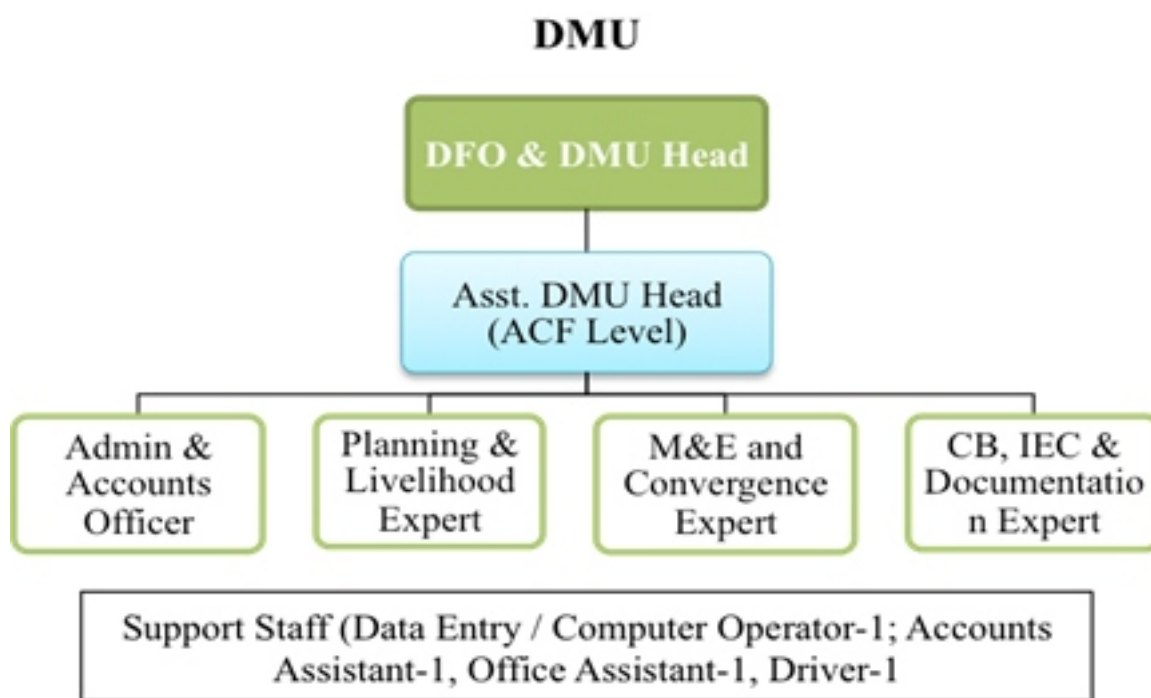 DMU
DFO & DMU Head
Asst. DMU Head
(ACF Level)
Admin &
Accounts
Officer
Planning &
Livelihood
Expert
M&E and
Convergence
Expert
CB, IEC &
Documentatio
n Expert
Support Staff (Data Entry / Computer Operator-1; Accounts
Assistant-1, Office Assistant-1, Driver-1